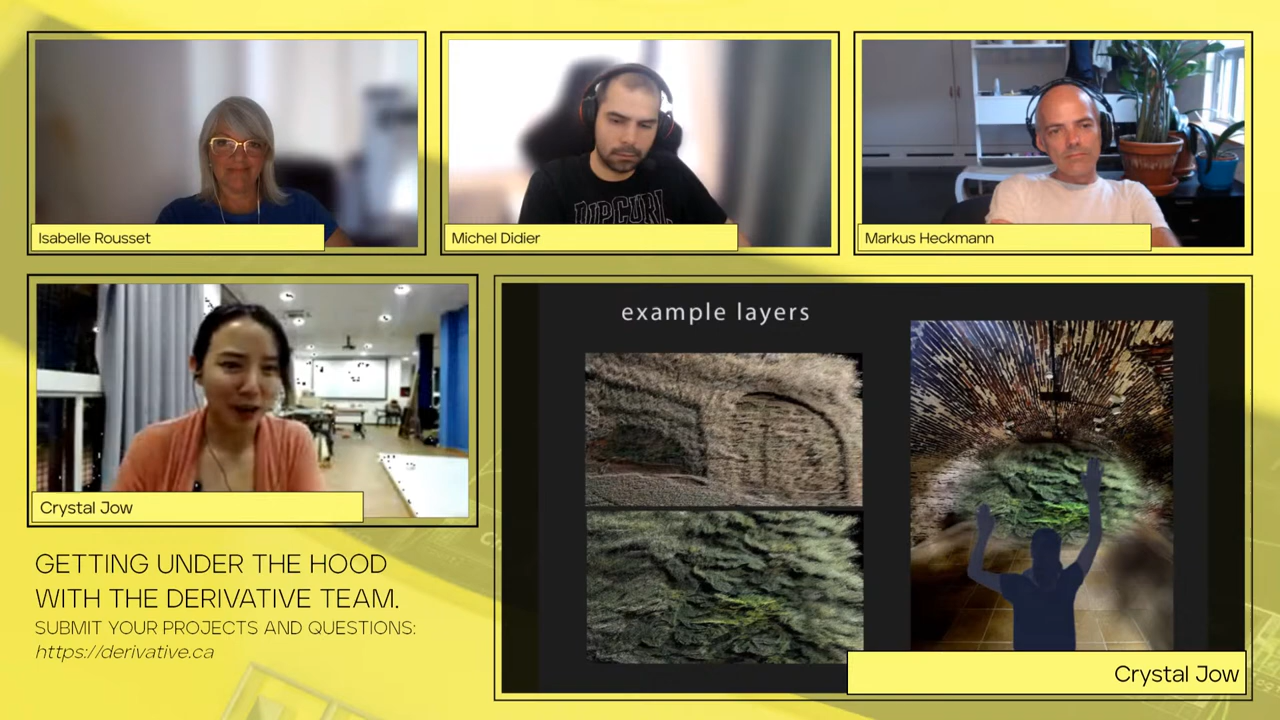 Isabelle Rousset
RIPCURL
Michel Didier
Markus Heckmann
Crystal Jow
example layers
Crystal Jow
GETTING UNDER THE HOOD
WITH THE DERIVATIVE TEAM.
SUBMIT YOUR PROJECTS AND QUESTIONS:
https://derivative.ca